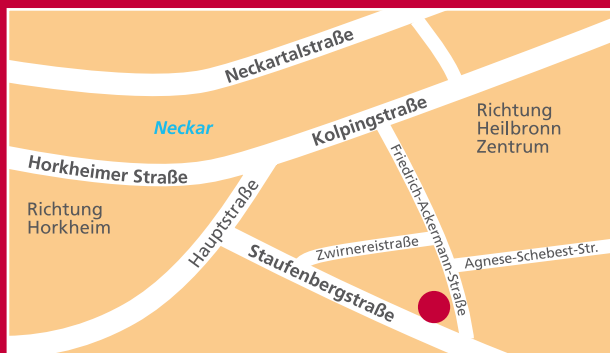 Neckartalstraße
Neckar
Kolpingstraße
Richtung
Heilbronn
Zentrum
Horkheimer Straße
Richtung
Horkheim
Hauptstraße
Friedrich-Ackermann-Straße
Zwirnereistraße
Agnese-Schebest-Str.
Staufenbergstraße